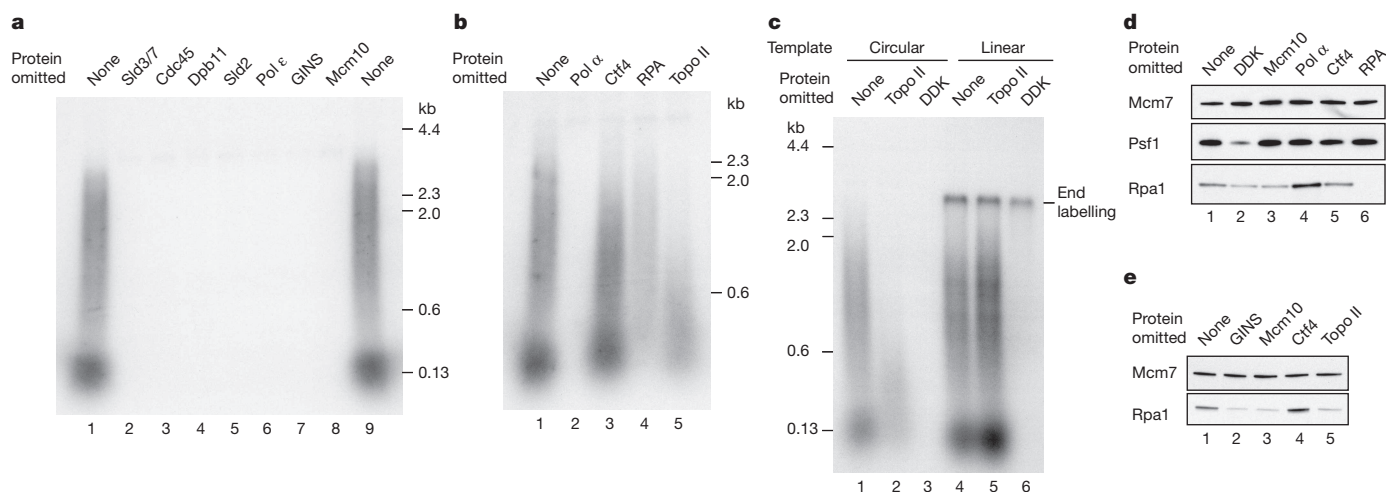 a
Protein omitted
None
Sld3/7
Cdc45
Dpb11
Sld2
Pol ε
GINS
Mcm10
None
kb
4.4
2.3
2.0
0.6
0.13
1 2 3 4 5 6 7 8 9
b
Protein omitted
None
Pol α
Ctf4
RPA
Topo II
kb
2.3
2.0
0.6
1 2 3 4 5
c
Template
Circular
Linear
Protein omitted
None
Topo II
DDK
None
Topo II
DDK
kb
4.4
2.3
2.0
0.6
0.13
End
labelling
1 2 3 4 5 6
d
Protein omitted
None
DDK
Mcm10
Pol α
Ctf4
RPA
Mcm7
Psf1
Rpa1
1 2 3 4 5 6
e
Protein omitted
None
GINS
Mcm10
Ctf4
Topo II
Mcm7
Rpa1
1 2 3 4 5